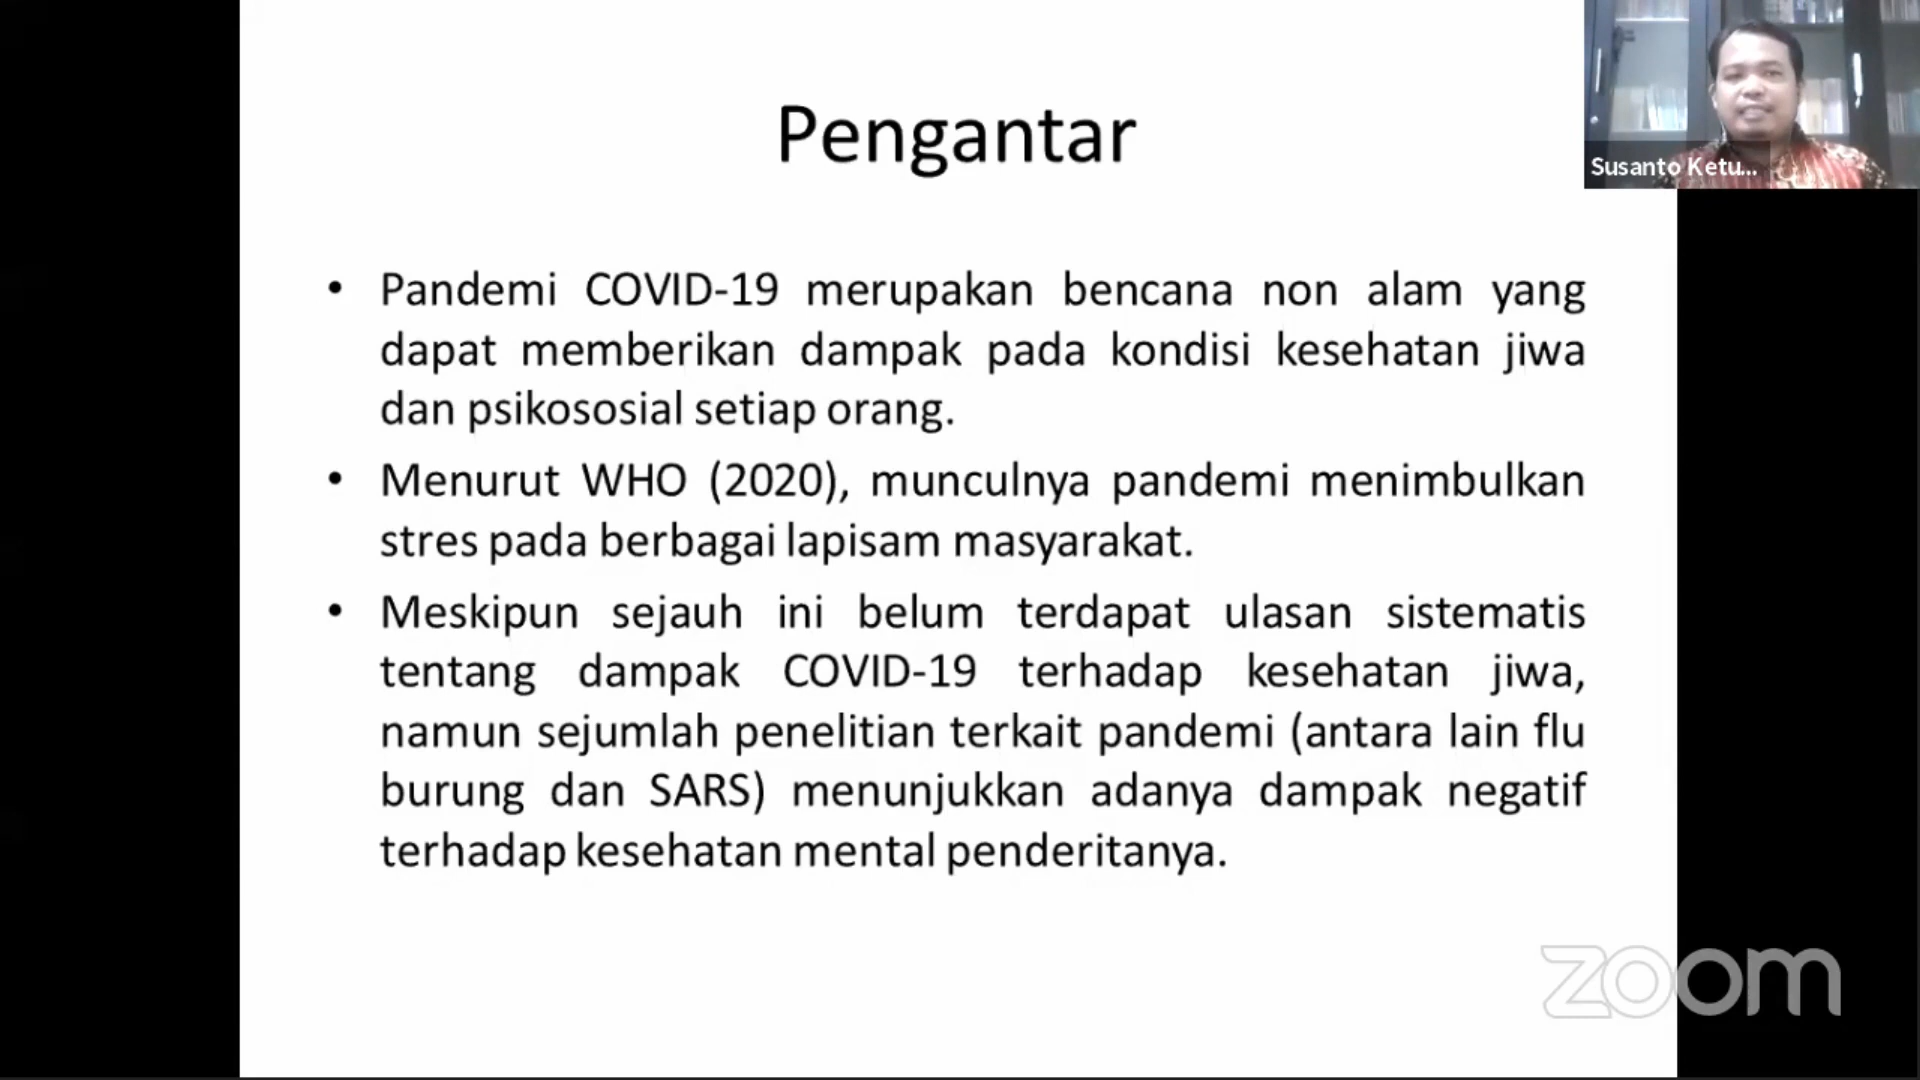 Pengantar
Susanto Ketu...
• Pandemi COVID-19 merupakan bencana non alam yang
dapat memberikan dampak pada kondisi kesehatan jiwa
dan psikososial setiap orang.
• Menurut WHO (2020), munculnya pandemi menimbulkan
stres pada berbagai lapisam masyarakat.
• Meskipun sejauh ini belum terdapat ulasan sistematis
tentang dampak COVID-19 terhadap kesehatan jiwa,
namun sejumlah penelitian terkait pandemi (antara lain flu
burung dan SARS) menunjukkan adanya dampak negatif
terhadap kesehatan mental penderitanya.
zoom